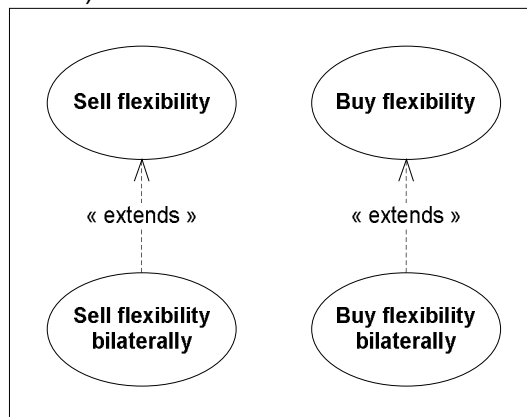 )
Sell flexibility
Buy flexibility
« extends »
« extends »
Sell flexibility
bilaterally
Buy flexibility
bilaterally